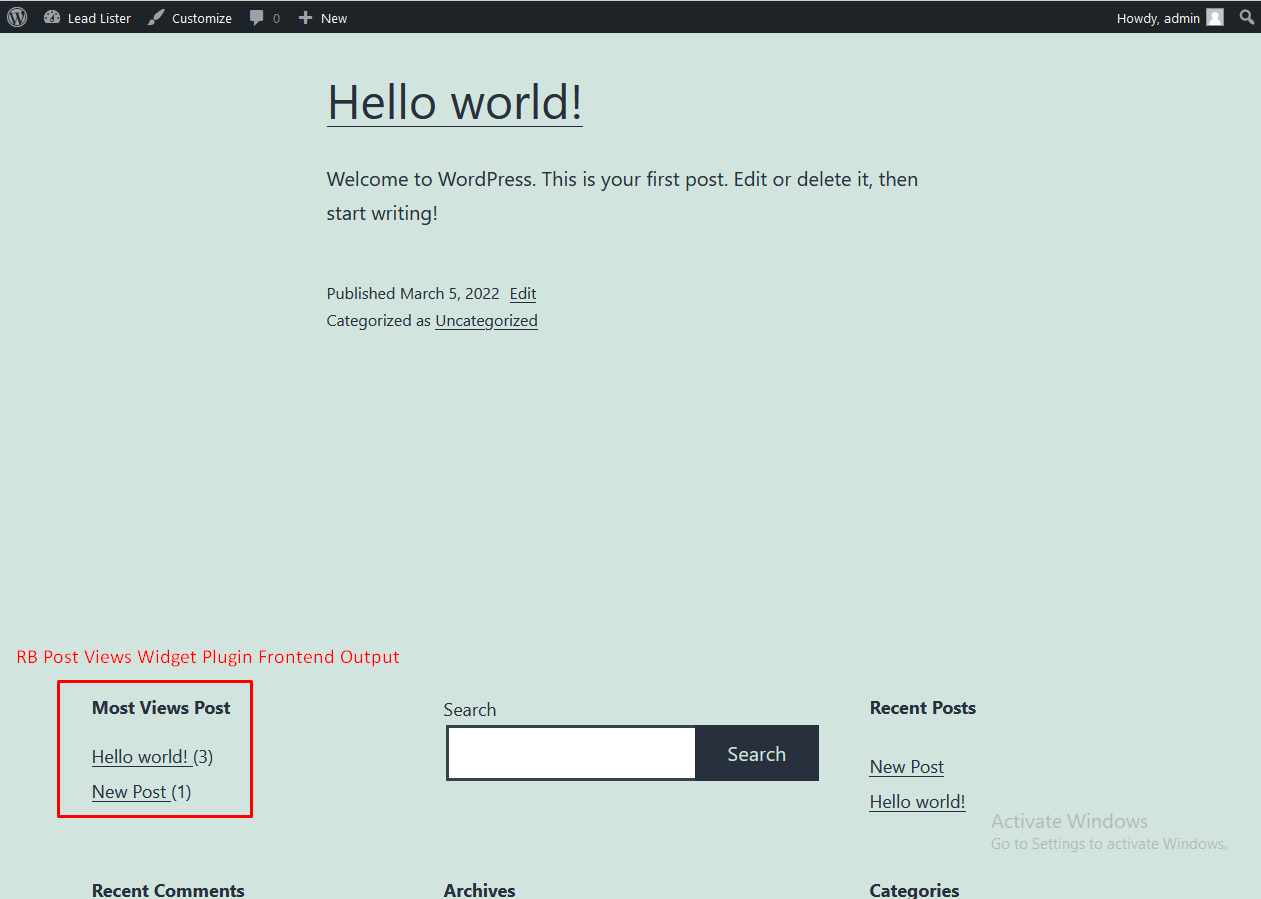 Lead Lister Customize 0 New Howdy, admin
Hello world!
Welcome to WordPress. This is your first post. Edit or delete it, then
start writing!
Published March 5, 2022 Edit
Categorized as Uncategorized
RB Post Views Widget Plugin Frontend Output
Most Views Post
Hello world! (3)
New Post (1)
Search
Search
Recent Posts
New Post
Hello world!
Activate Windows
Go to Settings to activate Windows.
Recent Comments
Archives
Categories